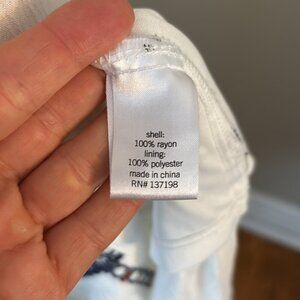 shell:
100% rayon
lining:
100% polyester
made in china
RN# 137198